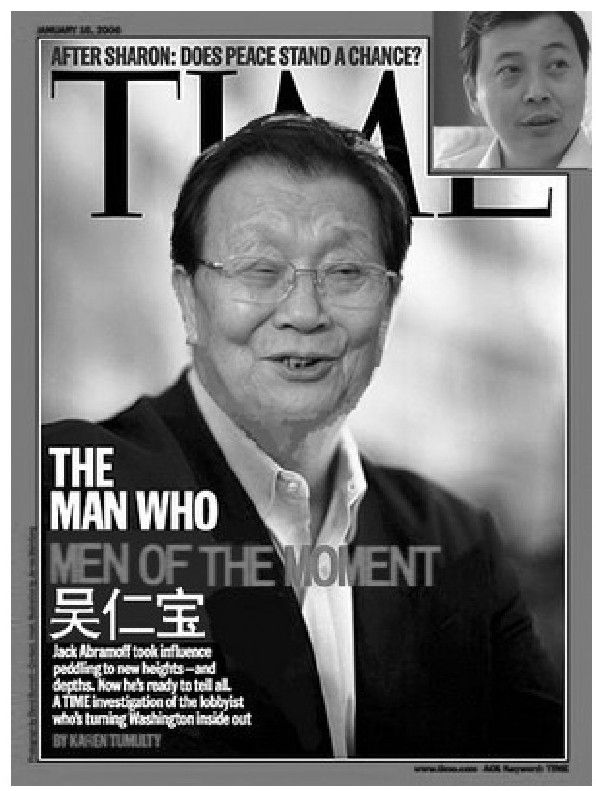 JANUARY 16, 2006
AFTER SHARON: DOES PEACE STAND A CHANCE?
TIME
THE
MAN WHO
MEN OF THE MOMENT
吴仁宝
Jack Abramoff took influence
peddling to new heights—and
depths. Now he's ready to tell all.
A TIME investigation of the lobbyist
who's turning Washington inside out
BY KAREN TUMULTY
www.time.com AOL Keyword: TIME